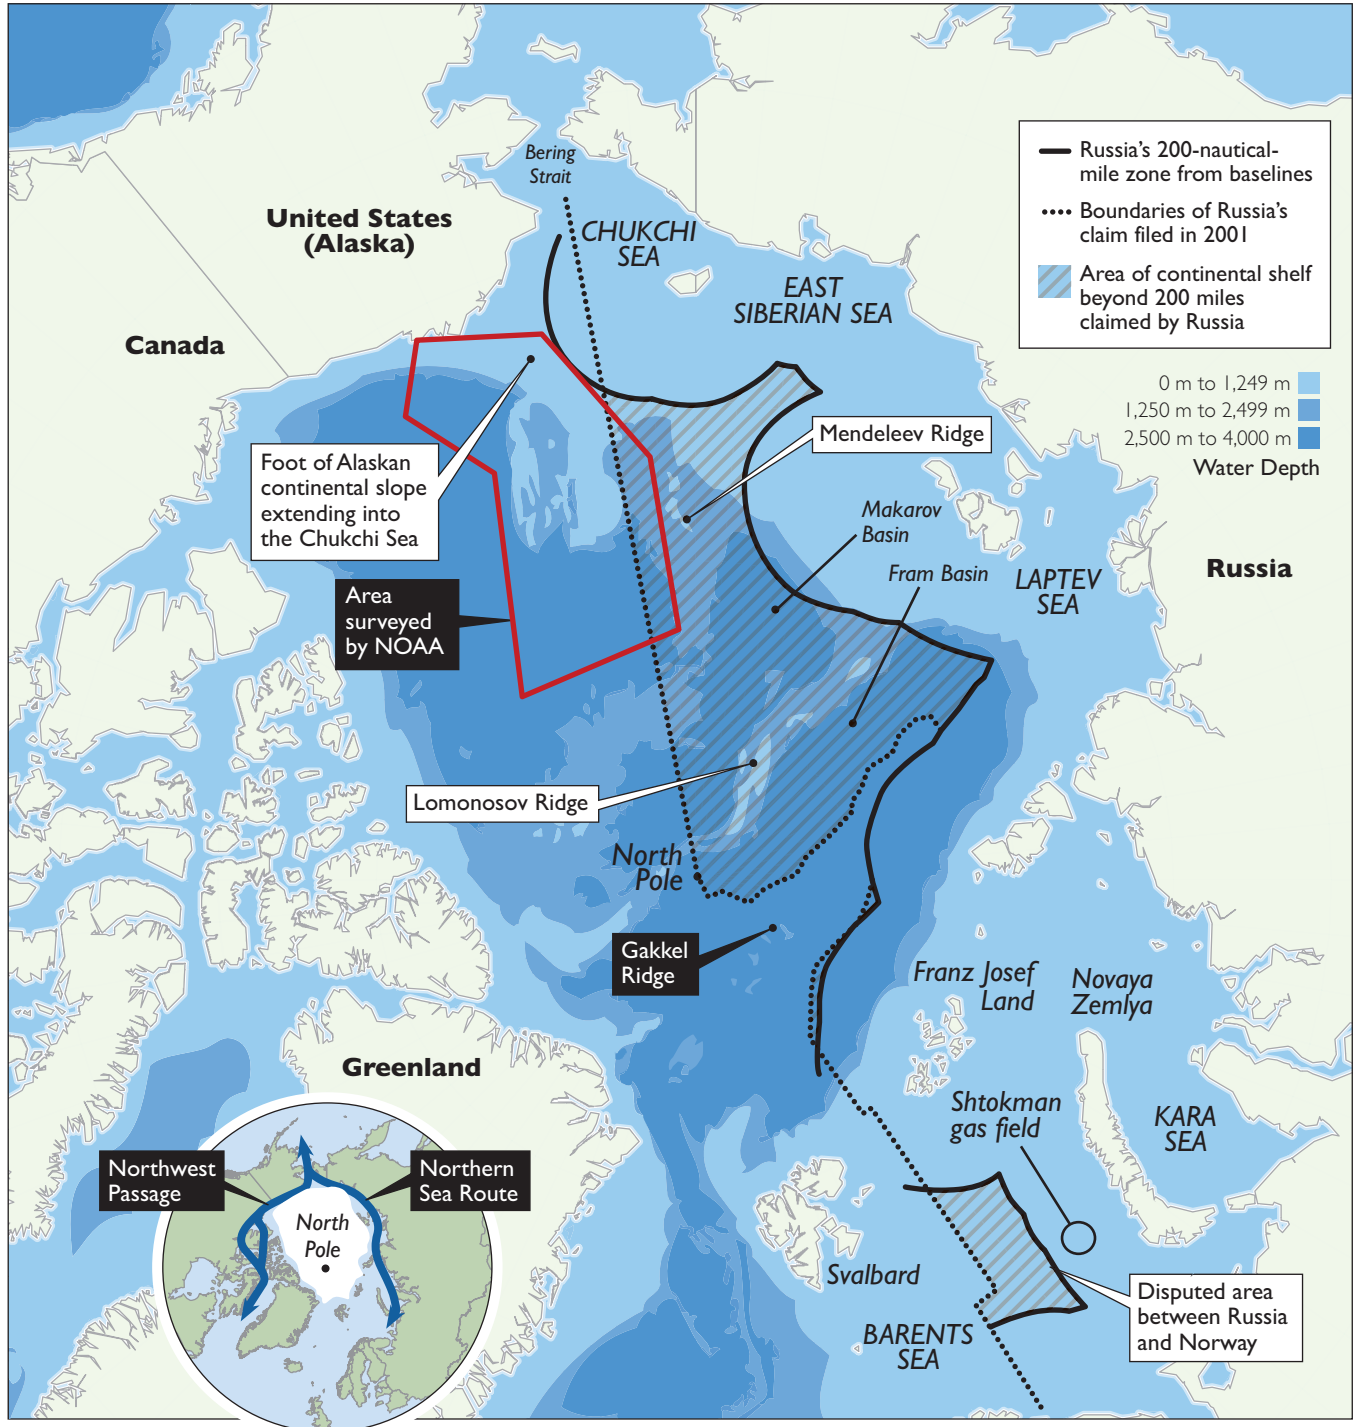 Bering
Strait
United States
(Alaska)
CHUKCHI
SEA
EAST
SIBERIAN SEA
Russia’s 200-nautical-
mile zone from baselines
Boundaries of Russia’s
claim filed in 2001
Area of continental shelf
beyond 200 miles
claimed by Russia
Canada
0 m to 1,249 m
1,250 m to 2,499 m
2,500 m to 4,000 m
Water Depth
Mendeleev Ridge
Foot of Alaskan
continental slope
extending into
the Chukchi Sea
Makarov
Basin
Fram Basin
LAPTEV
SEA
Russia
Area
surveyed
by NOAA
Lomonosov Ridge
North
Pole
Gakkel
Ridge
Franz Josef
Land
Novaya
Zemlya
Greenland
Shtokman
gas field
KARA
SEA
Northwest
Passage
Northern
Sea Route
North
Pole
Svalbard
Disputed area
between Russia
and Norway
BARENTS
SEA